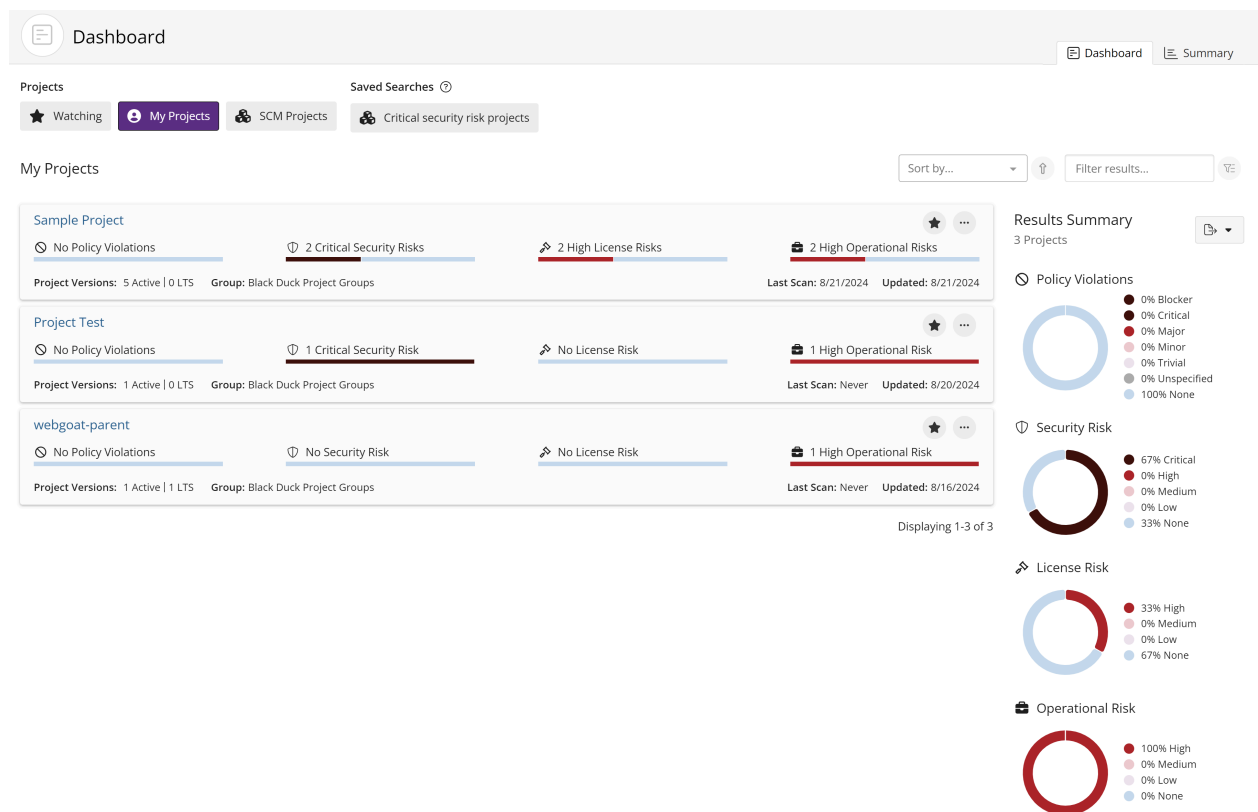 Dashboard
Dashboard Summary
Projects Saved Searches ?
Watching My Projects SCM Projects Critical security risk projects
My Projects Sort by... Filter results...
Sample Project
No Policy Violations 2 Critical Security Risks 2 High License Risks 2 High Operational Risks
Project Versions: 5 Active | 0 LTS Group: Black Duck Project Groups Last Scan: 8/21/2024 Updated: 8/21/2024
Project Test
No Policy Violations 1 Critical Security Risk No License Risk 1 High Operational Risk
Project Versions: 1 Active | 0 LTS Group: Black Duck Project Groups Last Scan: Never Updated: 8/20/2024
webgoat-parent
No Policy Violations No Security Risk No License Risk 1 High Operational Risk
Project Versions: 1 Active | 1 LTS Group: Black Duck Project Groups Last Scan: Never Updated: 8/16/2024
Displaying 1-3 of 3
Results Summary
3 Projects
Policy Violations
0% Blocker
0% Critical
0% Major
0% Minor
0% Trivial
0% Unspecified
100% None
Security Risk
67% Critical
0% High
0% Medium
0% Low
33% None
License Risk
33% High
0% Medium
0% Low
67% None
Operational Risk
100% High
0% Medium
0% Low
0% None